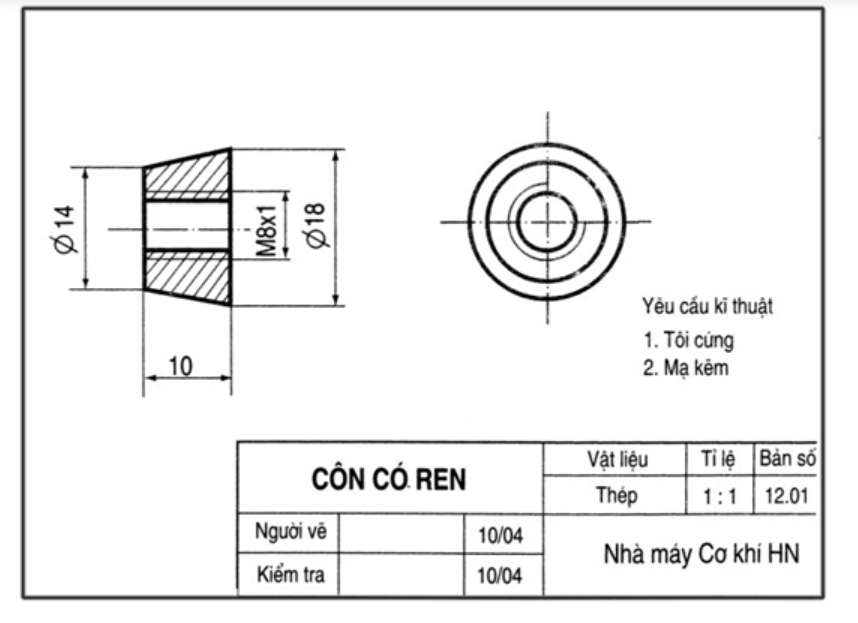 Ø14
M8x1
Ø18
10
Yêu cầu kĩ thuật
1. Tôi cứng
2. Mạ kẽm
CÔN CÓ REN
Vật liệu
Tỉ lệ
Bản số
Thép
1 : 1
12.01
Người vẽ
10/04
Kiểm tra
10/04
Nhà máy Cơ khí HN